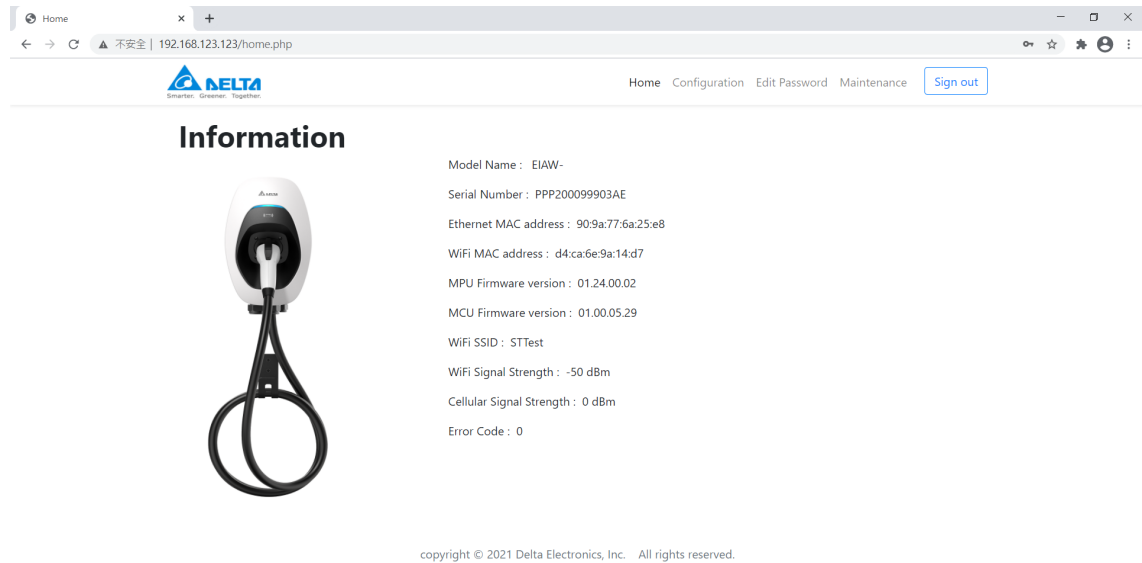 Home
不安全 | 192.168.123.123/home.php
DELTA
Smarter. Greener. Together.
Home Configuration Edit Password Maintenance Sign out
Information
Model Name : EIAW-
Serial Number : PPP200099903AE
Ethernet MAC address : 90:9a:77:6a:25:e8
WiFi MAC address : d4:ca:6e:9a:14:d7
MPU Firmware version : 01.24.00.02
MCU Firmware version : 01.00.05.29
WiFi SSID : STTest
WiFi Signal Strength : -50 dBm
Cellular Signal Strength : 0 dBm
Error Code : 0
DELTA
copyright © 2021 Delta Electronics, Inc. All rights reserved.